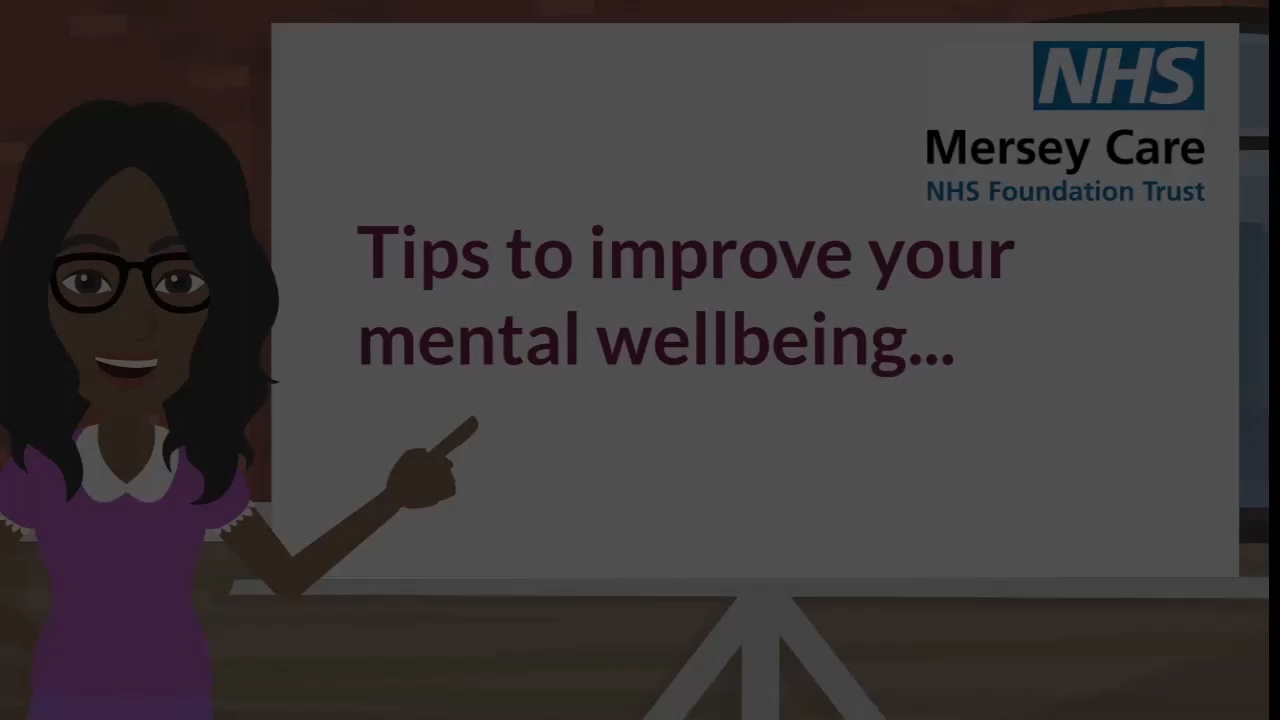 NHS
Mersey Care
NHS Foundation Trust
Tips to improve your
mental wellbeing...